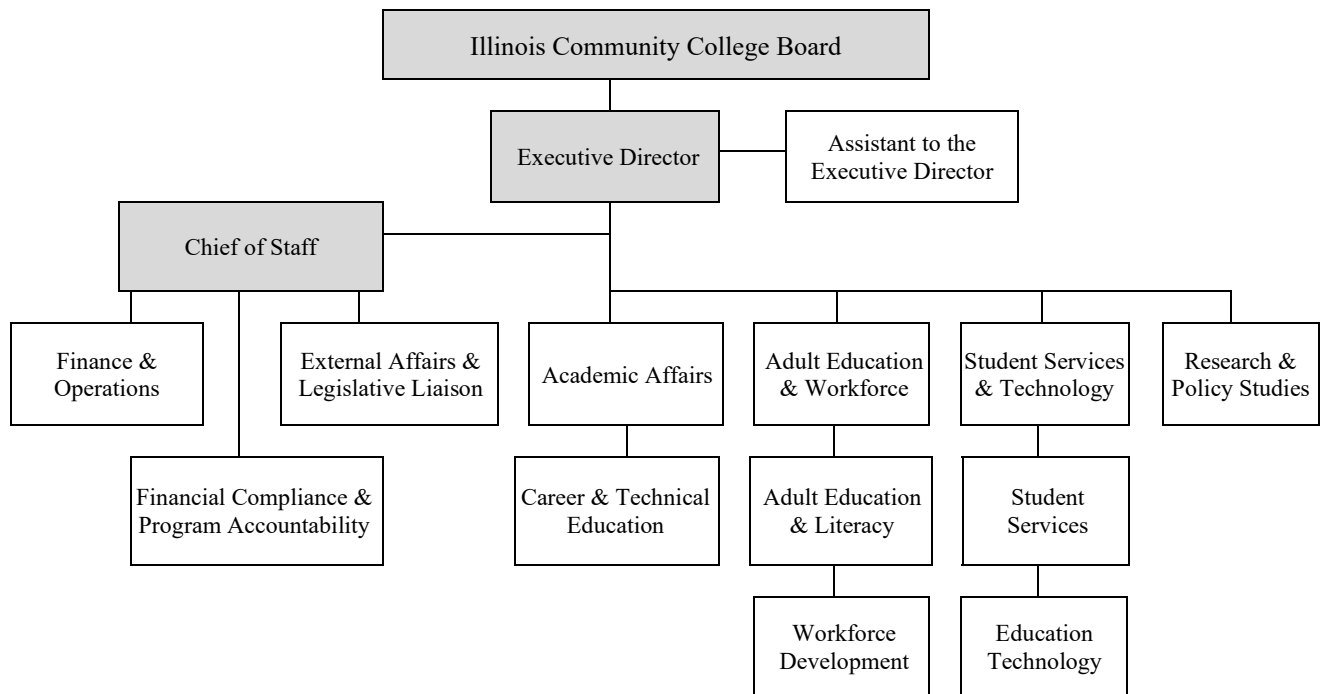 Illinois Community College Board
Executive Director
Assistant to the
Executive Director
Chief of Staff
Finance &
Operations
External Affairs &
Legislative Liaison
Academic Affairs
Adult Education
& Workforce
Student Services
& Technology
Research &
Policy Studies
Financial Compliance &
Program Accountability
Career & Technical
Education
Adult Education
& Literacy
Student
Services
Workforce
Development
Education
Technology